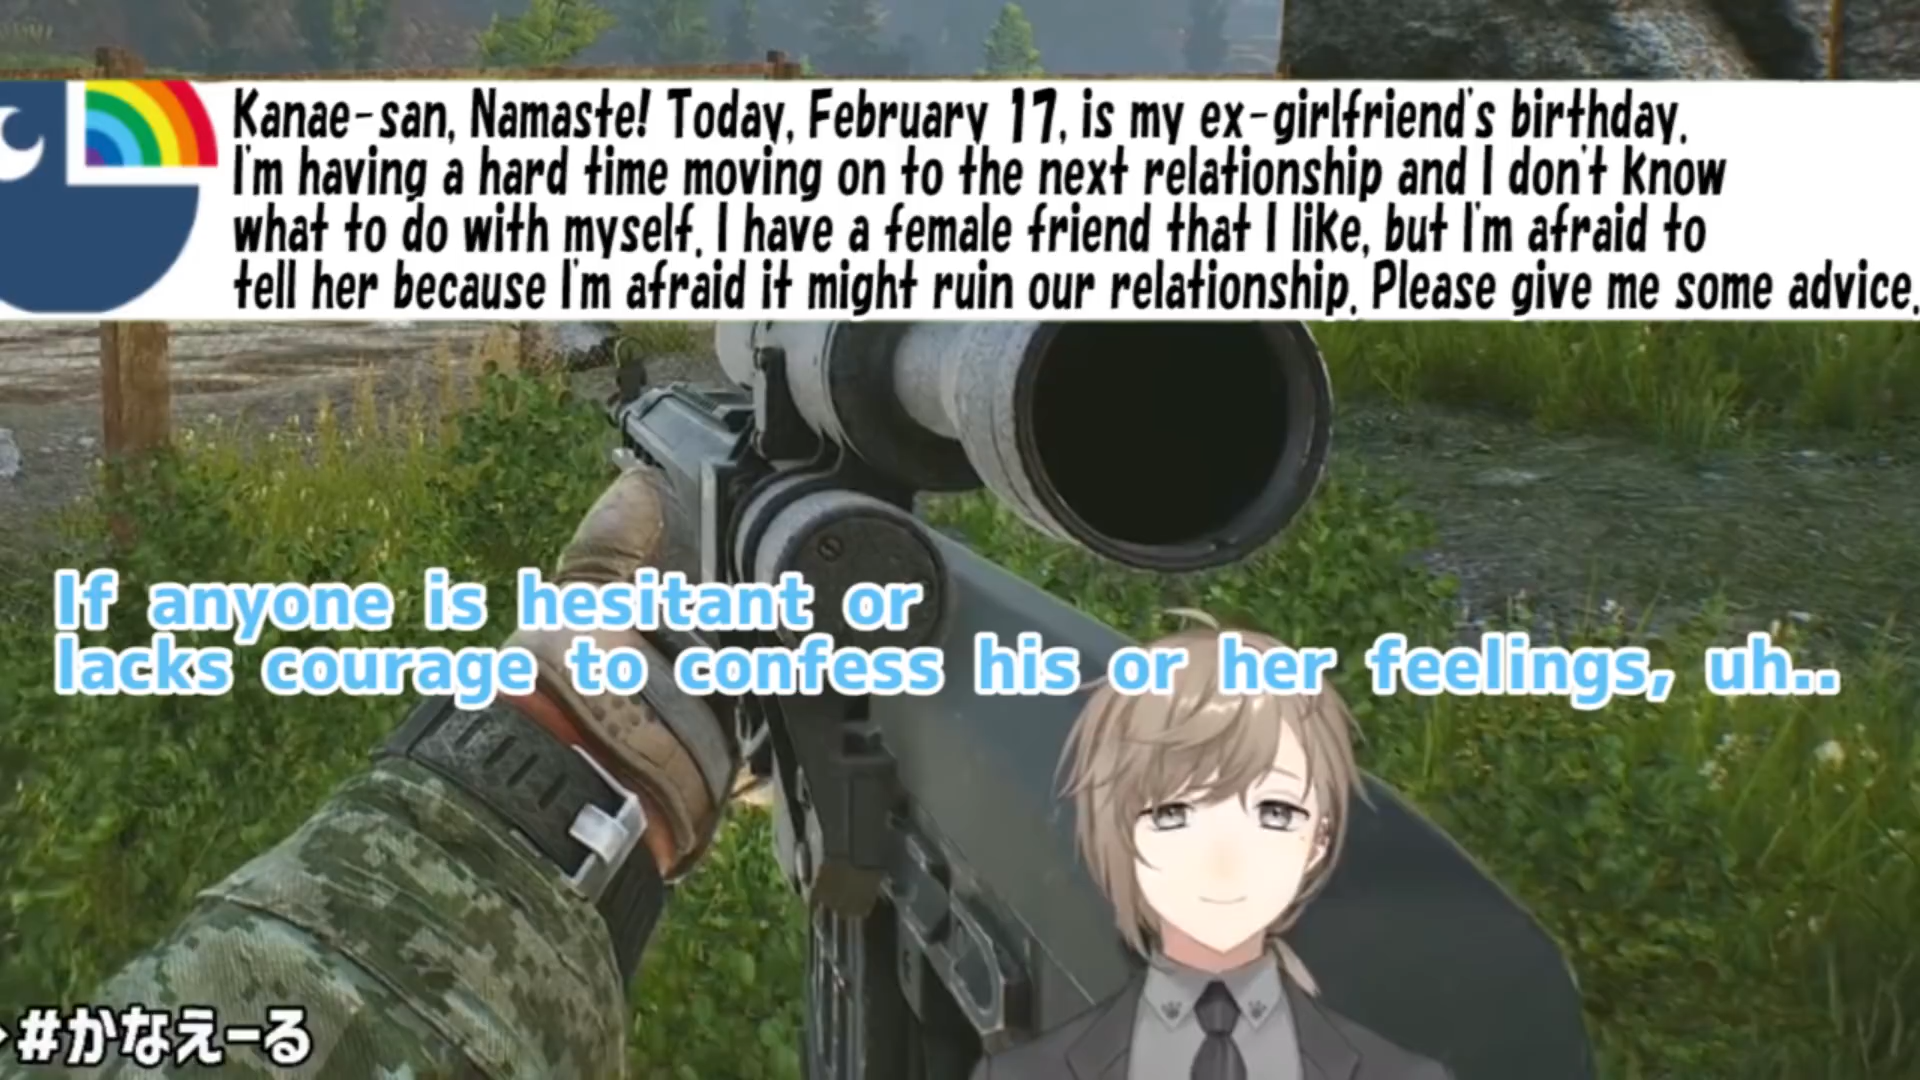 Kanae-san, Namaste! Today, February 17, is my ex-girlfriend's birthday.
I'm having a hard time moving on to the next relationship and I don't know
what to do with myself. I have a female friend that I like, but I'm afraid to
tell her because I'm afraid it might ruin our relationship. Please give me some advice.
If anyone is hesitant or
lacks courage to confess his or her feelings, uh..
#かなえーる